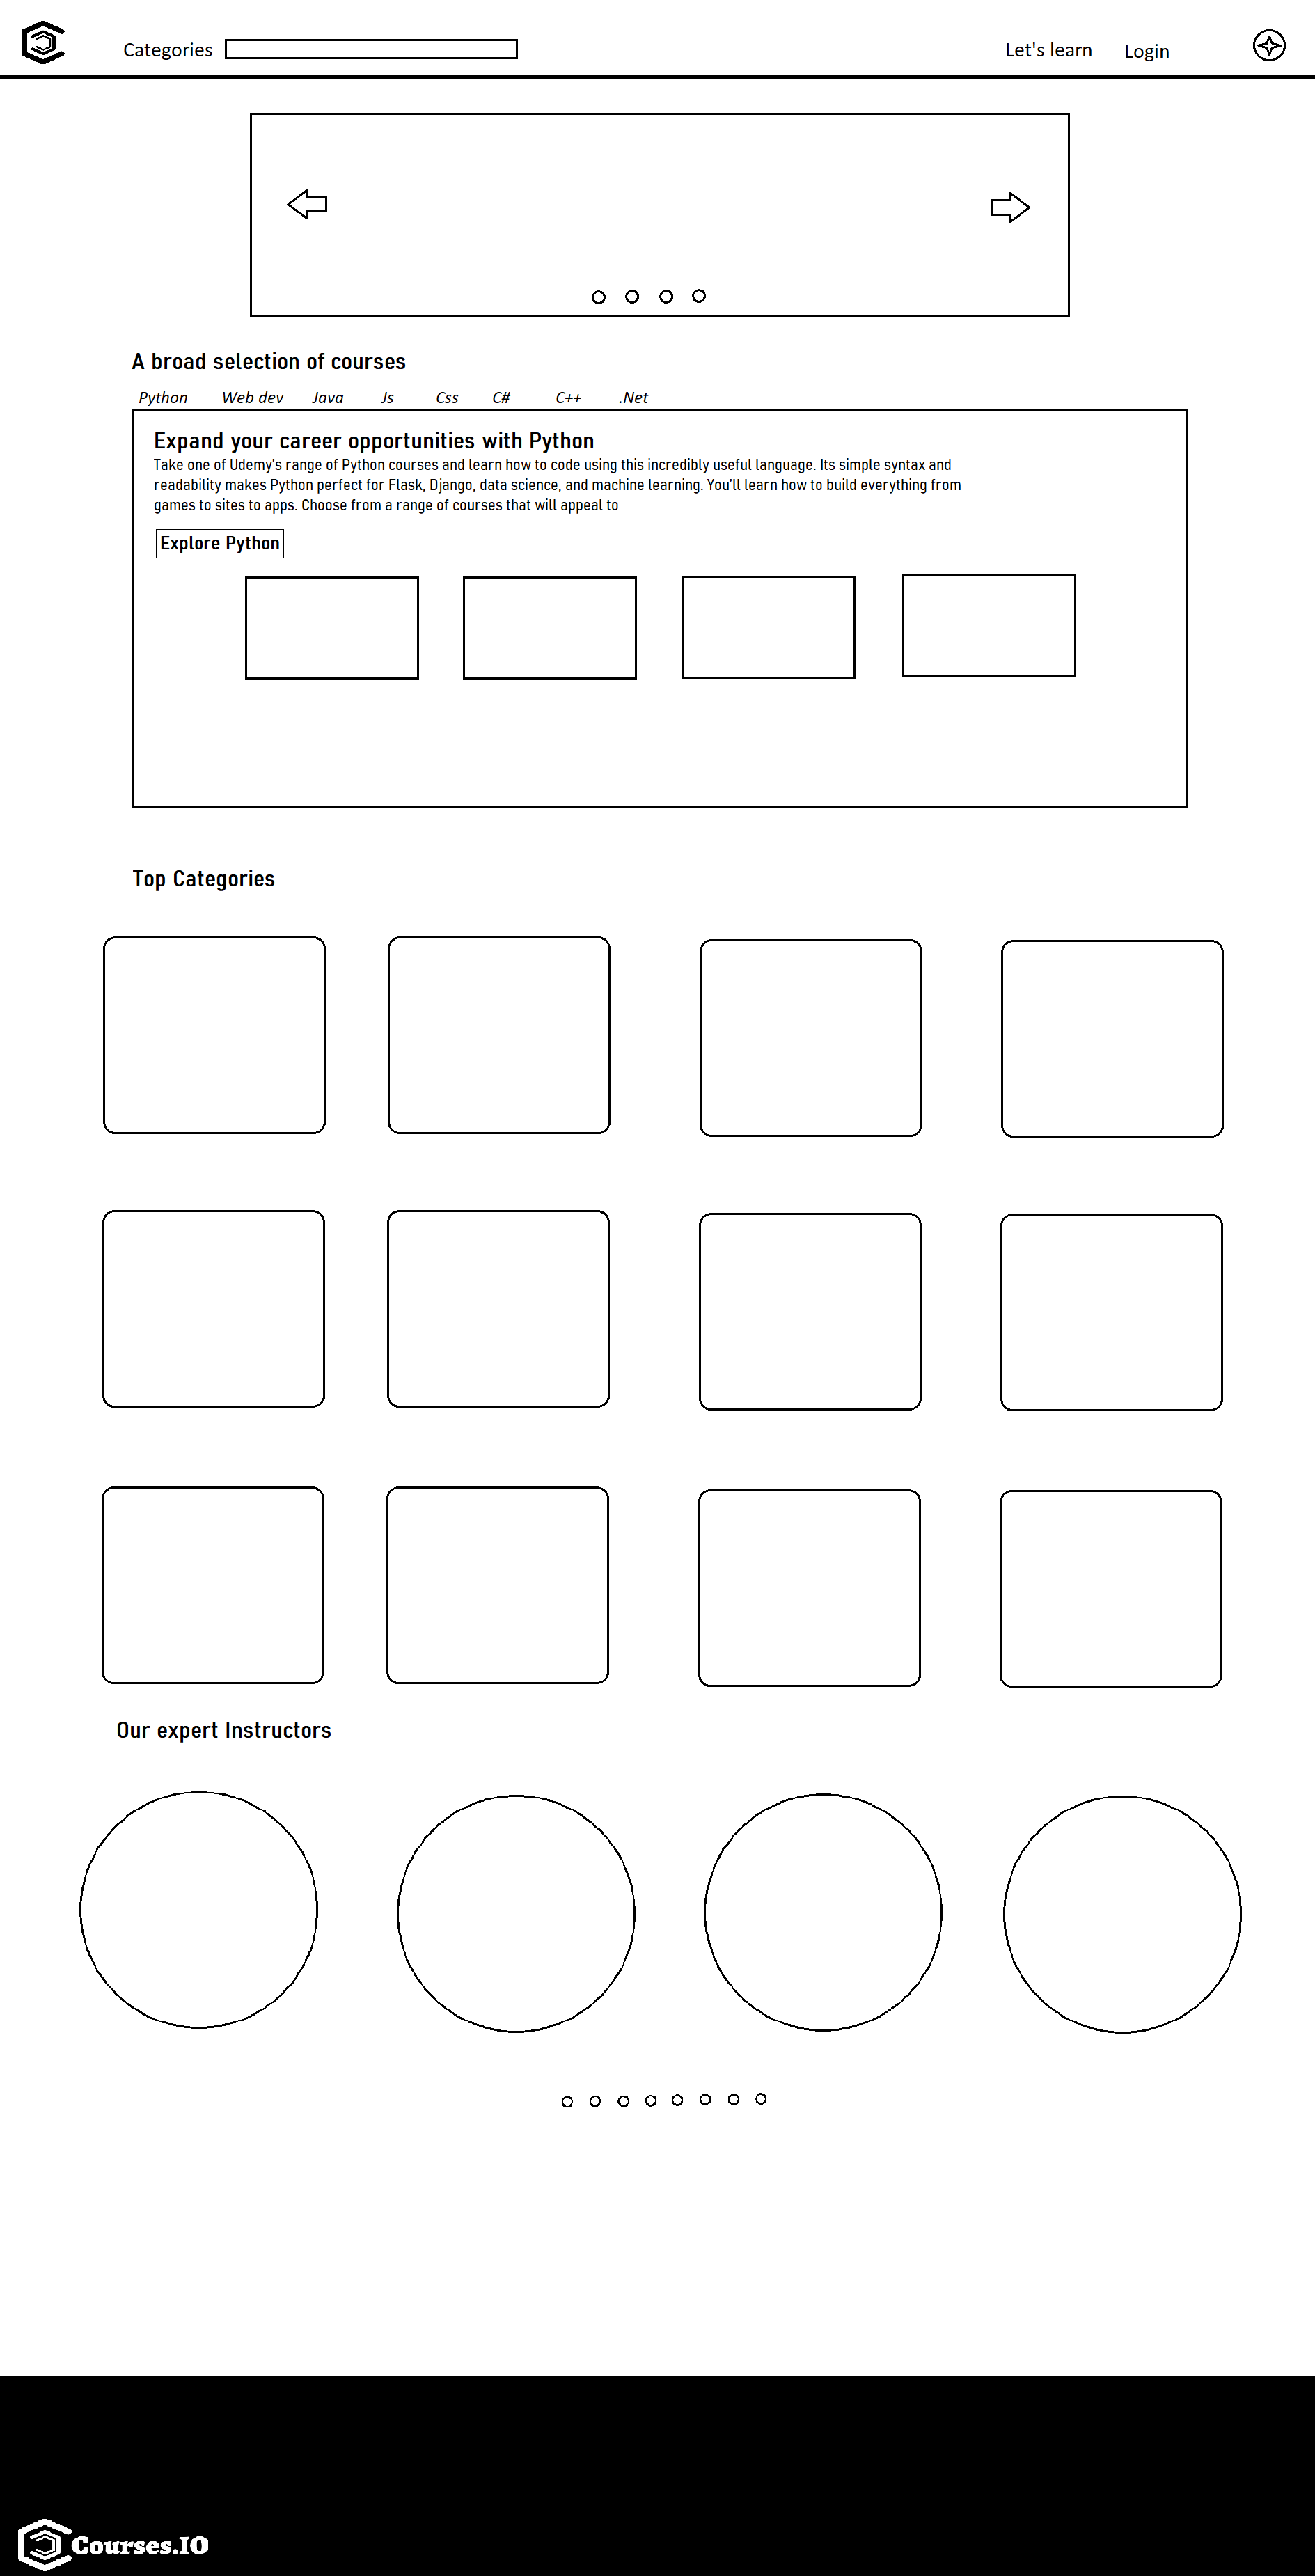 Categories
Let's learn
Login
A broad selection of courses
Python Web dev Java Js Css C# C++ .Net
Expand your career opportunities with Python
Take one of Udemy's range of Python courses and learn how to code using this incredibly useful language. Its simple syntax and
readability makes Python perfect for Flask, Django, data science, and machine learning. You'll learn how to build everything from
games to sites to apps. Choose from a range of courses that will appeal to
Explore Python
Top Categories
Our expert Instructors
Courses.IO